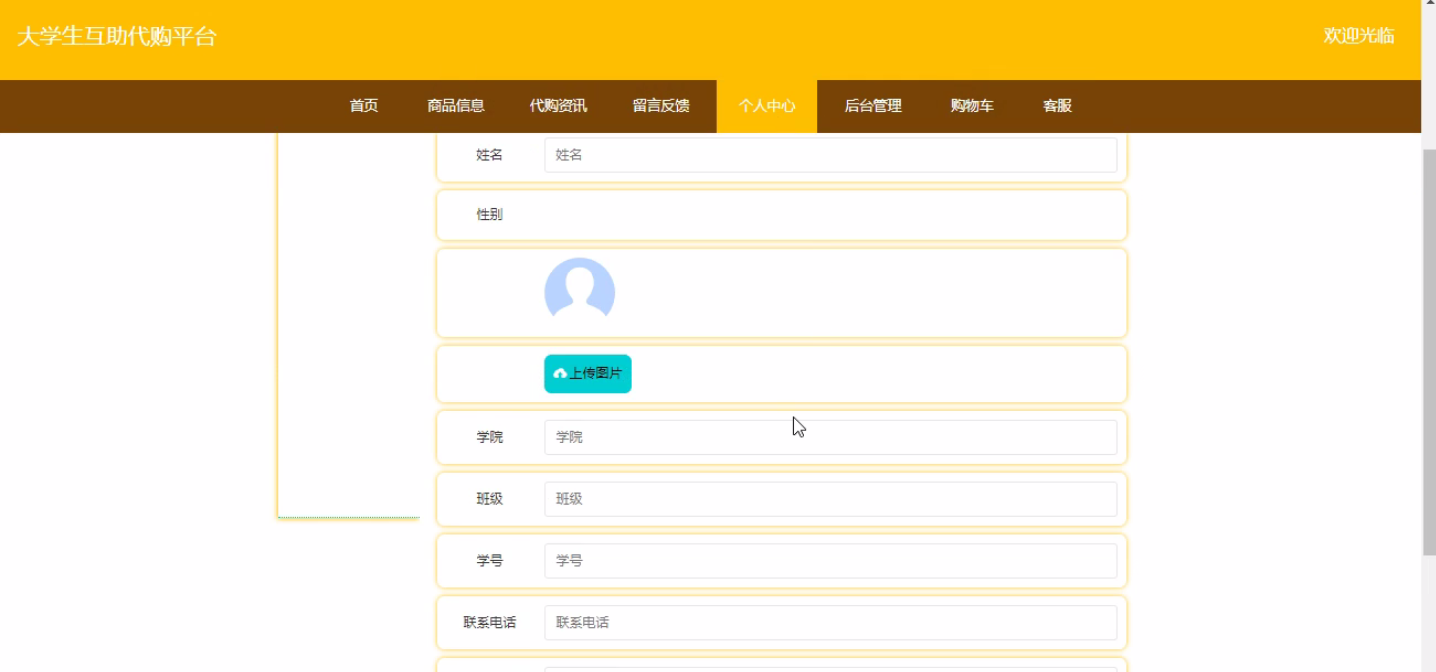 大学生互助代购平台
欢迎光临
首页 商品信息 代购资讯 留言反馈 个人中心 后台管理 购物车 客服
姓名 姓名
性别
上传图片
学院 学院
班级 班级
学号 学号
联系电话 联系电话